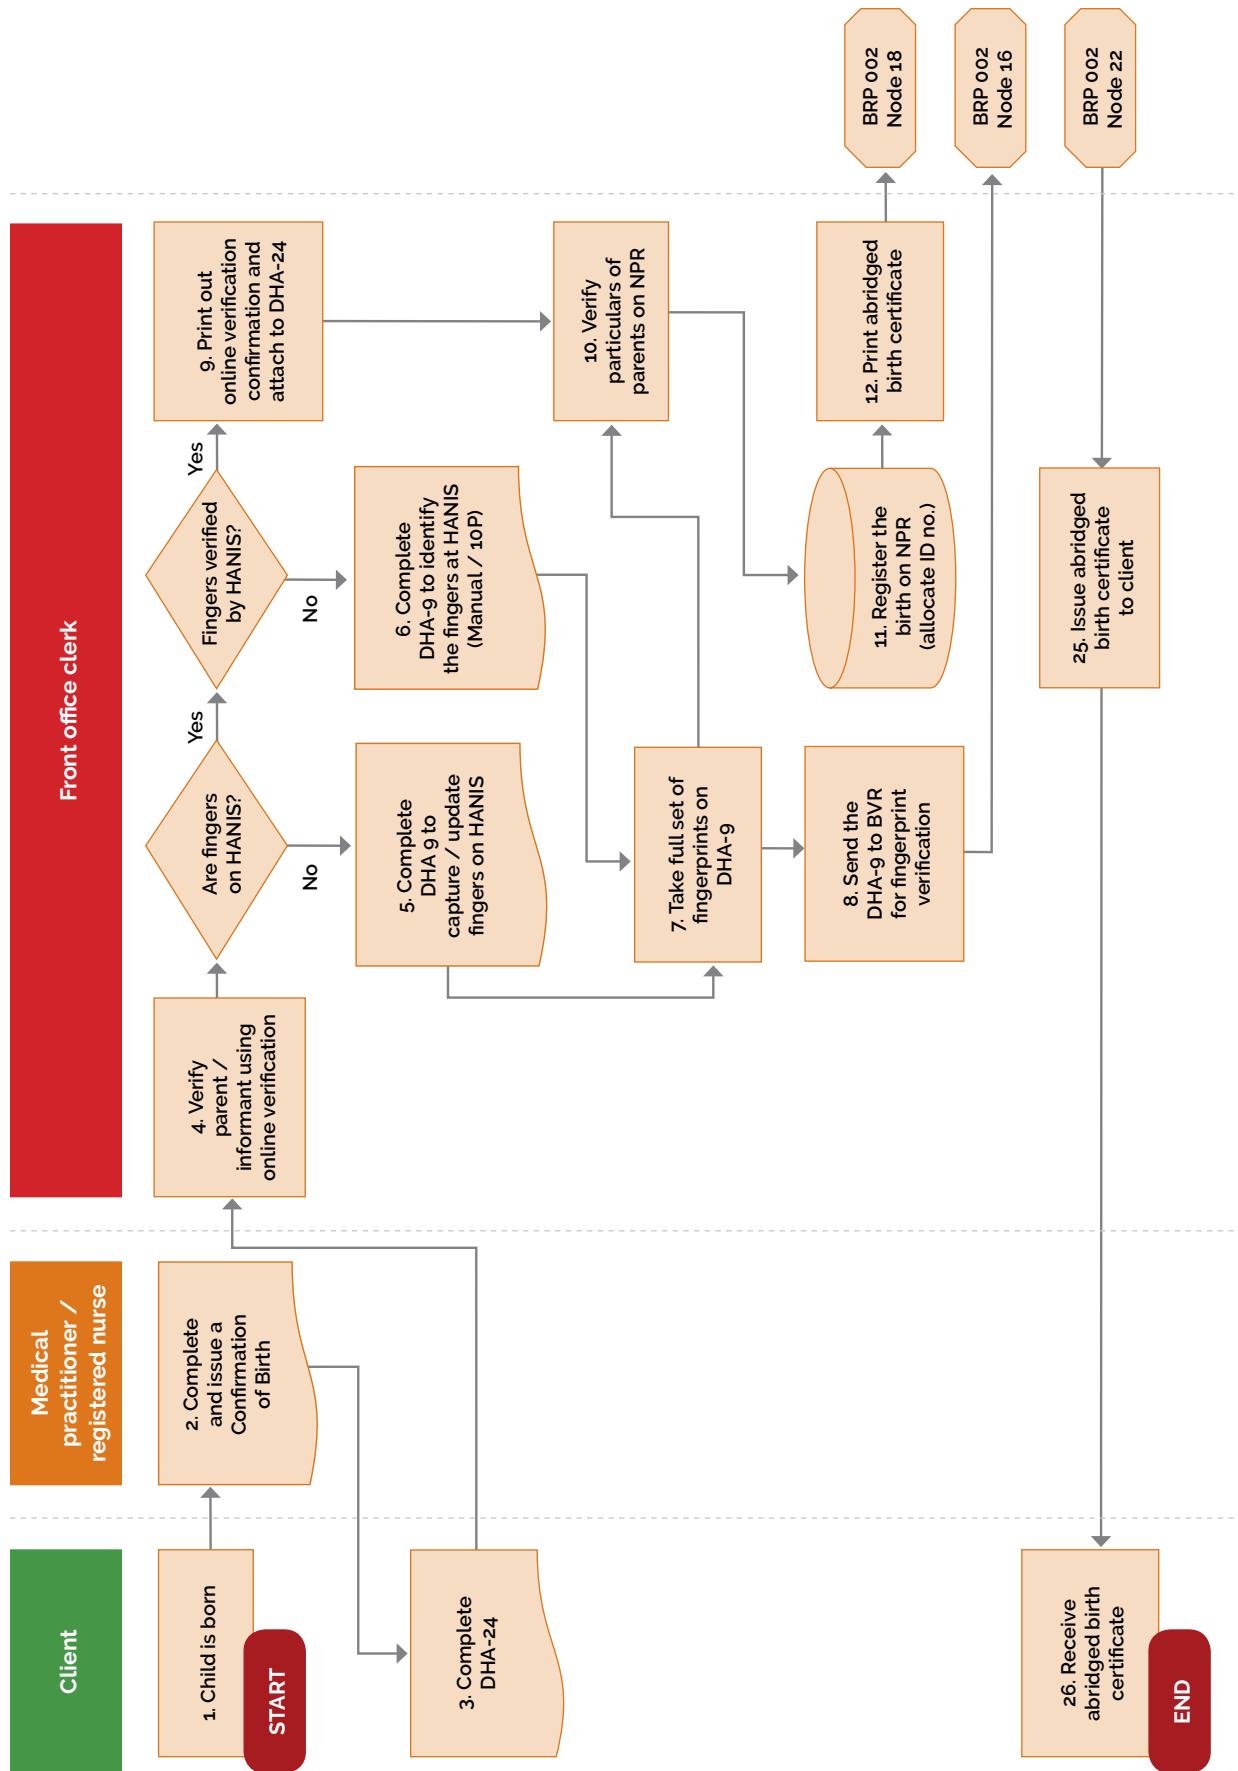 Client
Medical
practitioner /
registered nurse
Front office clerk
1. Child is born
START
2. Complete
and issue a
Confirmation
of Birth
3. Complete
DHA-24
4. Verify
parent /
informant using
online verification
Are fingers
on HANIS?
Yes
No
Fingers verified
by HANIS?
Yes
No
5. Complete
DHA 9 to
capture / update
fingers on HANIS
6. Complete
DHA-9 to identify
the fingers at HANIS
(Manual / 10P)
7. Take full set of
fingerprints on
DHA-9
8. Send the
DHA-9 to BVR
for fingerprint
verification
9. Print out
online verification
confirmation and
attach to DHA-24
10. Verify
particulars of
parents on NPR
11. Register the
birth on NPR
(allocate ID no.)
12. Print abridged
birth certificate
BRP 002
Node 18
BRP 002
Node 16
BRP 002
Node 22
25. Issue abridged
birth certificate
to client
26. Receive
abridged birth
certificate
END